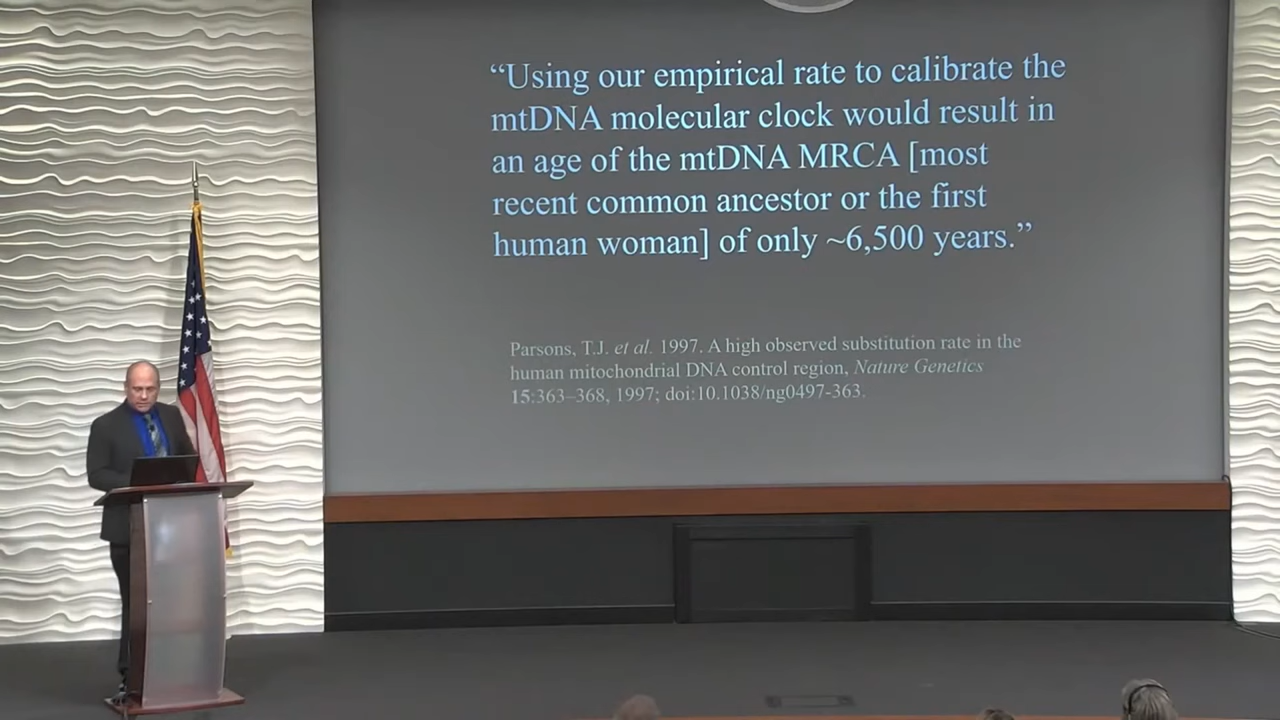 “Using our empirical rate to calibrate the
mtDNA molecular clock would result in
an age of the mtDNA MRCA [most
recent common ancestor or the first
human woman] of only ~6,500 years.”
Parsons, T.J. et al. 1997. A high observed substitution rate in the
human mitochondrial DNA control region, Nature Genetics
15:363–368, 1997; doi:10.1038/ng0497-363.